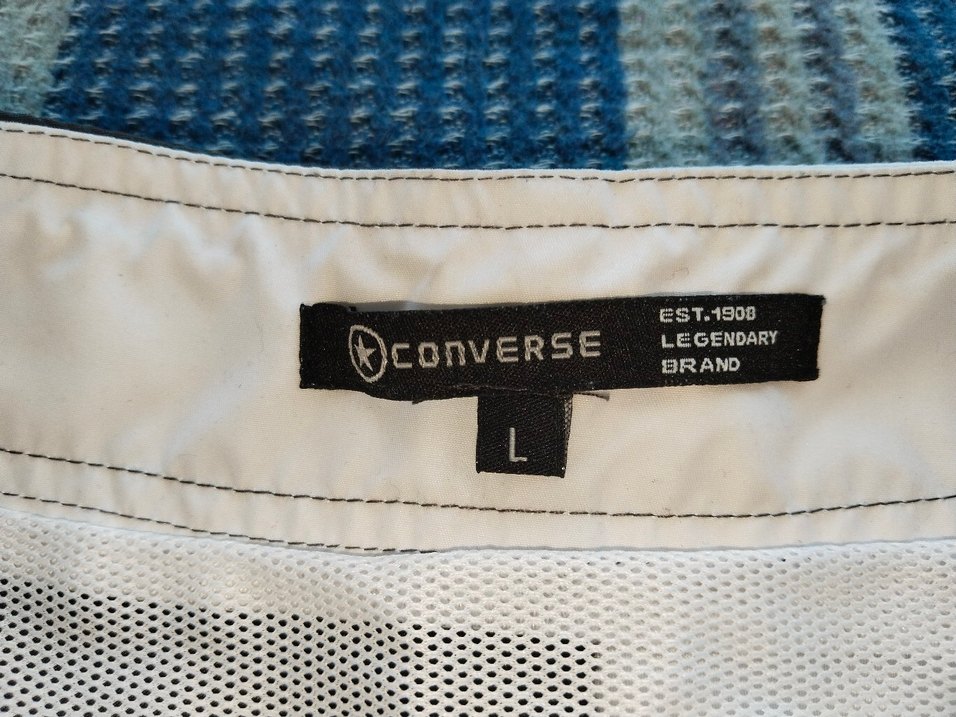 CONVERSE
EST.1908
LEGENDARY
BRAND
L